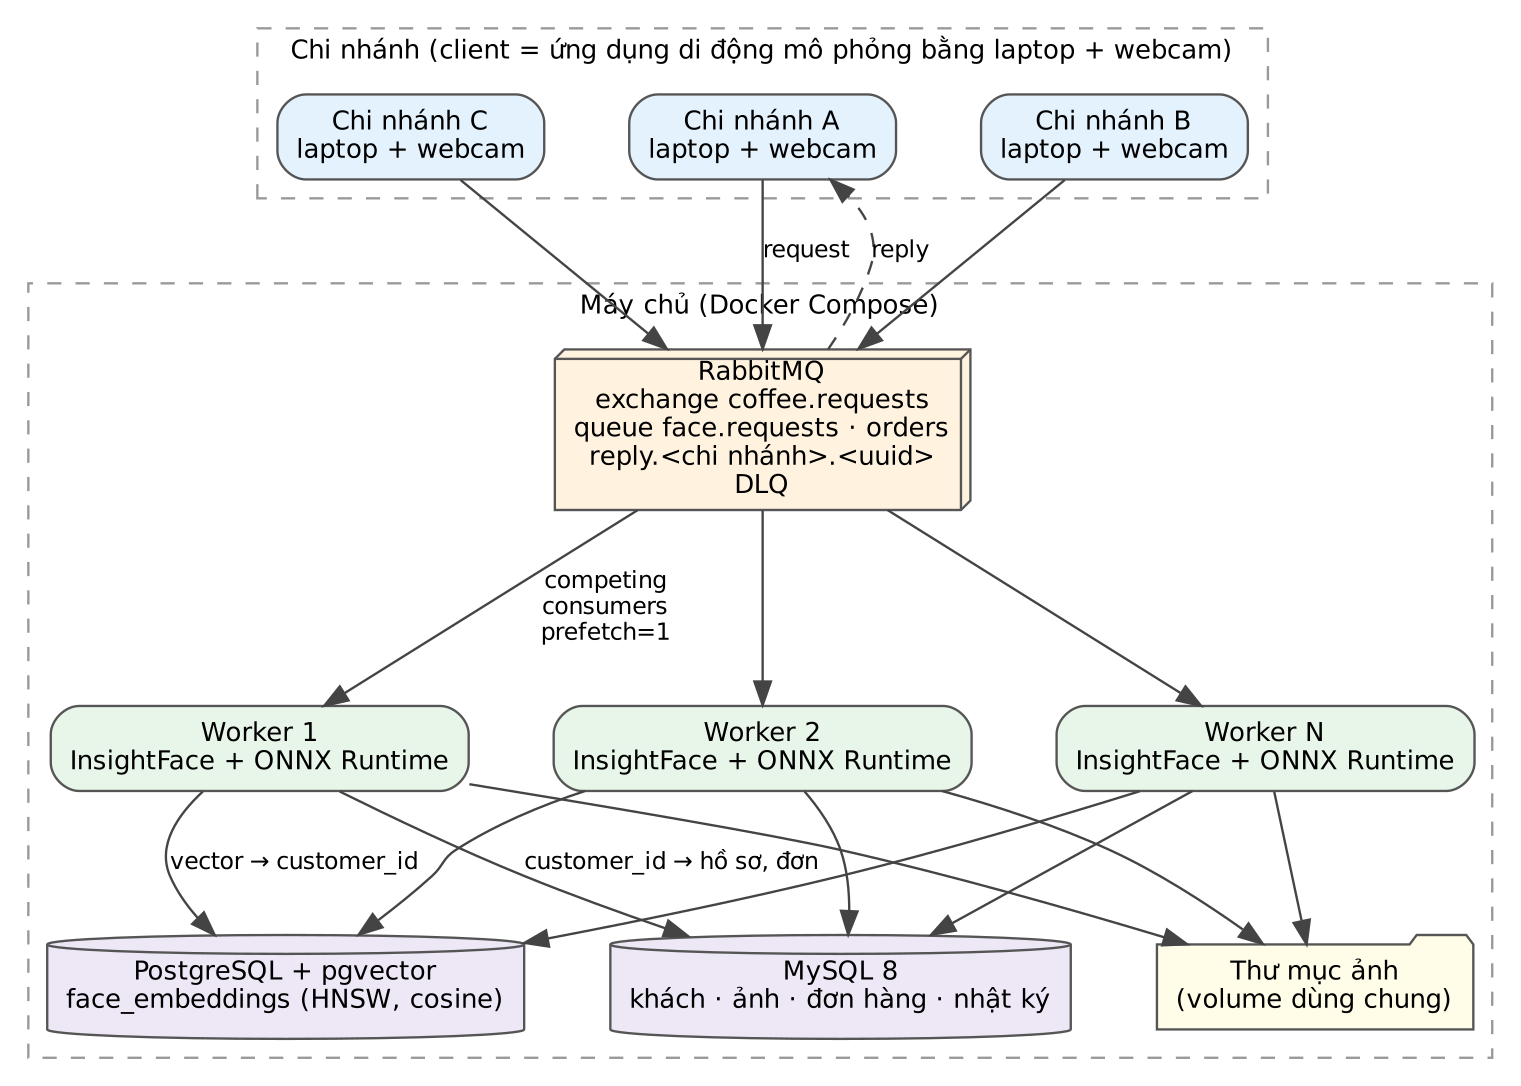 Chi nhánh (client = ứng dụng di động mô phỏng bằng laptop + webcam)
Chi nhánh C
laptop + webcam
Chi nhánh A
laptop + webcam
Chi nhánh B
laptop + webcam
request
reply
Máy chủ (Docker Compose)
RabbitMQ
exchange coffee.requests
queue face.requests · orders
reply.<chi nhánh>.<uuid>
DLQ
competing
consumers
prefetch=1
Worker 1
InsightFace + ONNX Runtime
Worker 2
InsightFace + ONNX Runtime
Worker N
InsightFace + ONNX Runtime
vector → customer_id
customer_id → hồ sơ, đơn
PostgreSQL + pgvector
face_embeddings (HNSW, cosine)
MySQL 8
khách · ảnh · đơn hàng · nhật ký
Thư mục ảnh
(volume dùng chung)